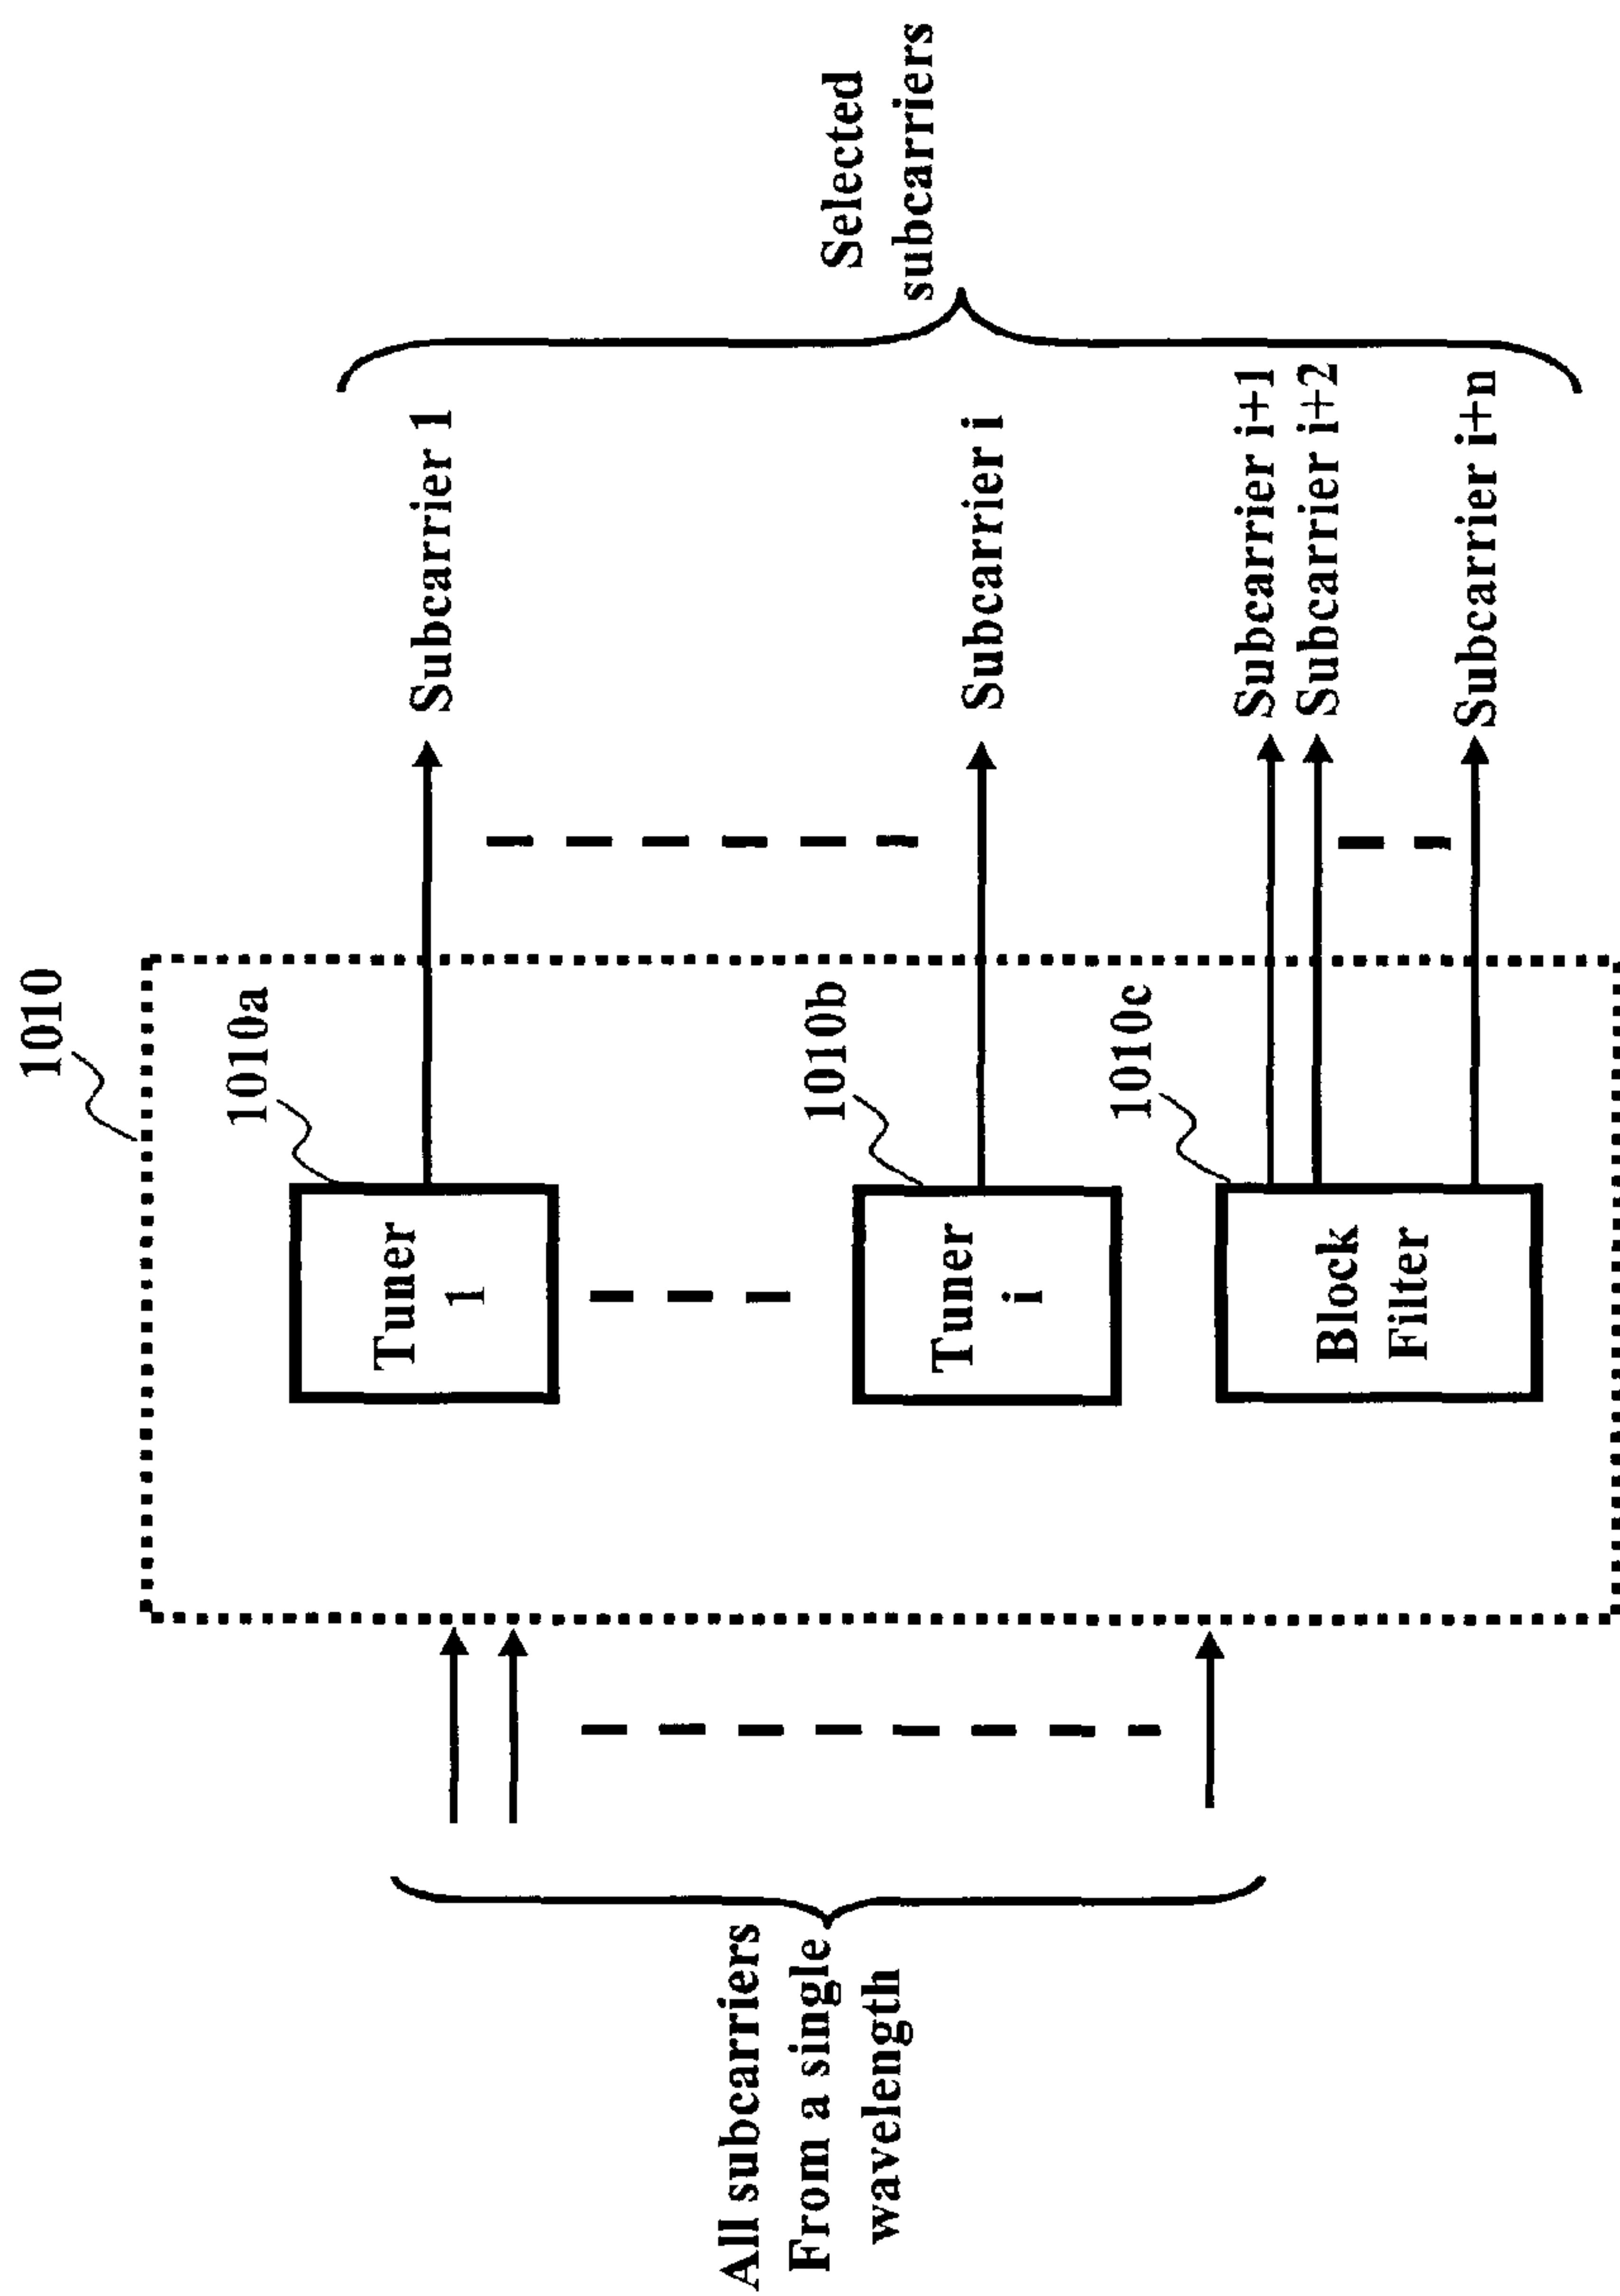 All subcarriers
From a single
wavelength
1010
1010a
Tuner
1
1010b
Tuner
i
1010c
Block
Filter
Subcarrier 1
Subcarrier i
Subcarrier i+1
Subcarrier i+2
Subcarrier i+n
Selected
subcarriers